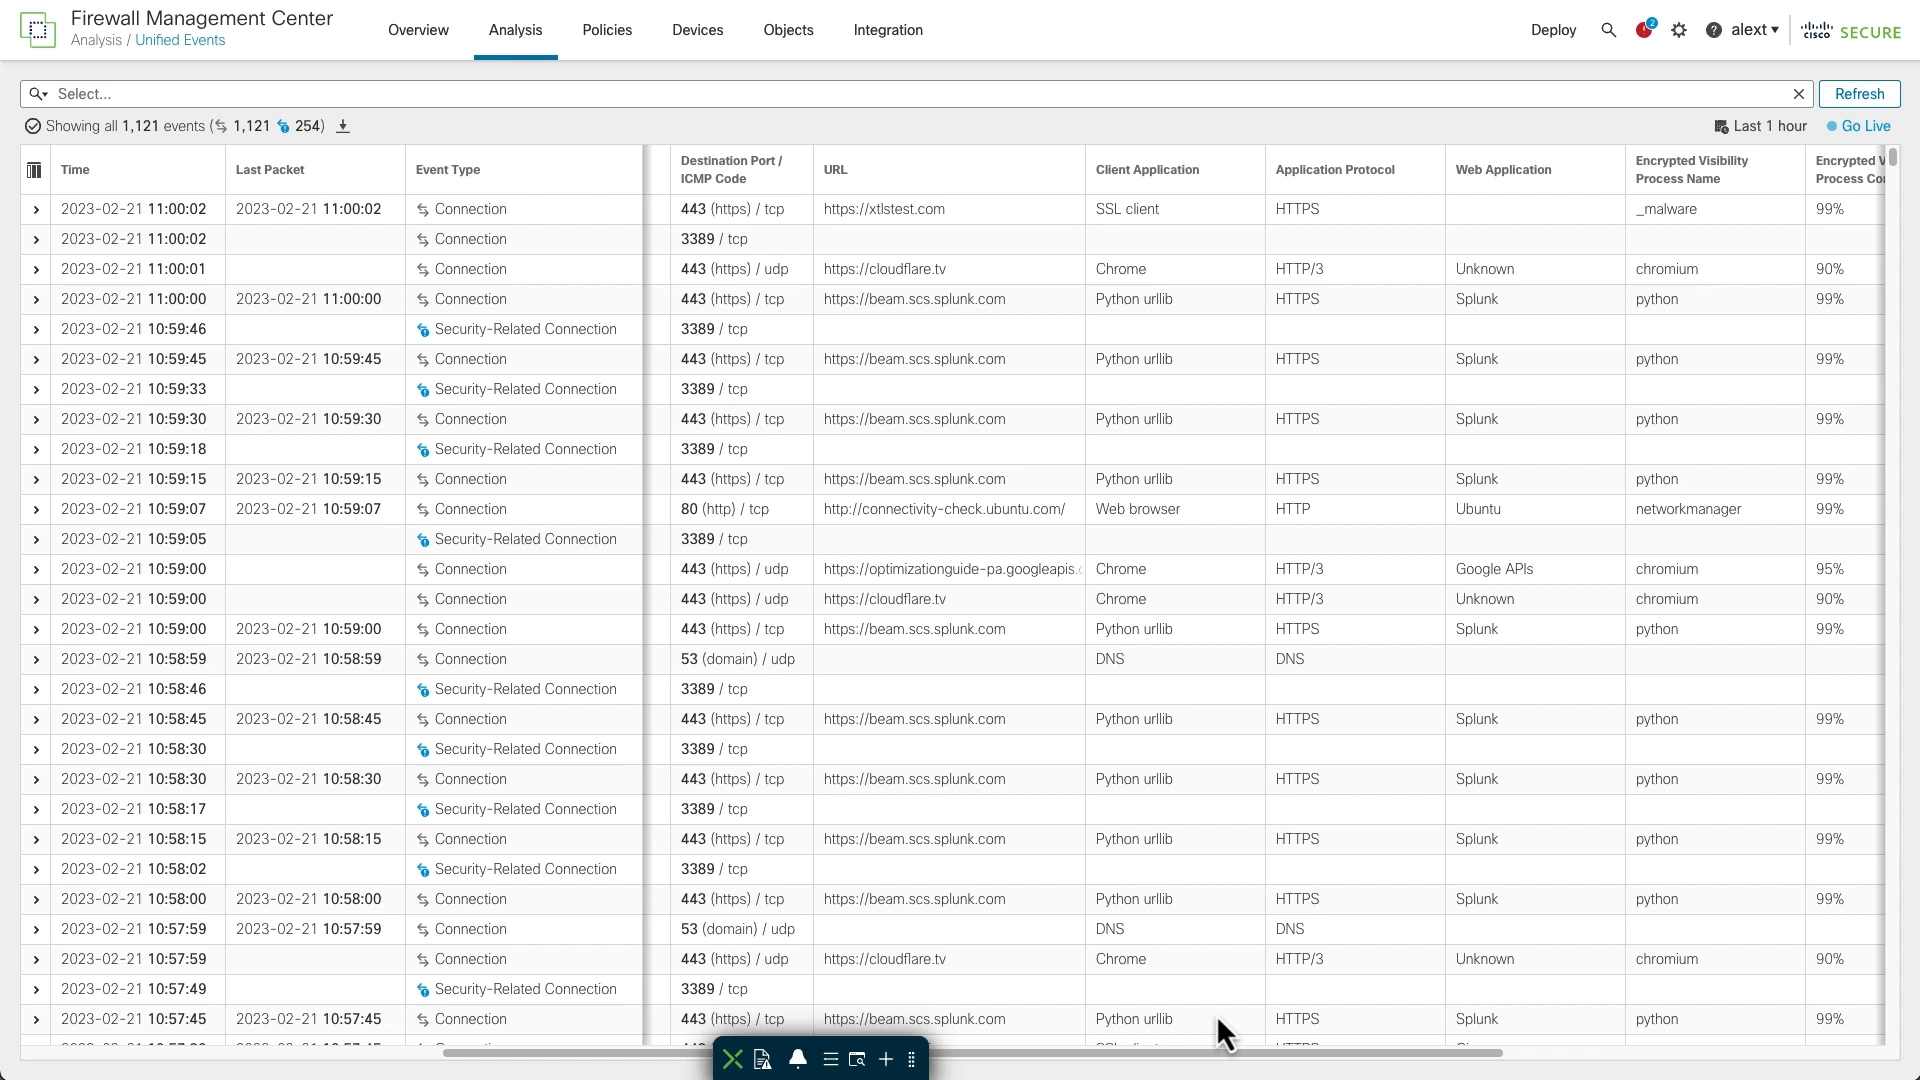 Firewall Management Center
Analysis / Unified Events
Overview Analysis Policies Devices Objects Integration
Deploy 2 alext CISCO SECURE
Select... Refresh
Showing all 1,121 events (1,121 254) Last 1 hour Go Live
Time Last Packet Event Type Destination Port / ICMP Code URL Client Application Application Protocol Web Application Encrypted Visibility Process Name Encrypted V Process Co
2023-02-21 11:00:02 2023-02-21 11:00:02 Connection 443 (https) / tcp https://xtlstest.com SSL client HTTPS _malware 99%
2023-02-21 11:00:02 Connection 3389 / tcp
2023-02-21 11:00:01 Connection 443 (https) / udp https://cloudflare.tv Chrome HTTP/3 Unknown chromium 90%
2023-02-21 11:00:00 2023-02-21 11:00:00 Connection 443 (https) / tcp https://beam.scs.splunk.com Python urllib HTTPS Splunk python 99%
2023-02-21 10:59:46 Security-Related Connection 3389 / tcp
2023-02-21 10:59:45 2023-02-21 10:59:45 Connection 443 (https) / tcp https://beam.scs.splunk.com Python urllib HTTPS Splunk python 99%
2023-02-21 10:59:33 Security-Related Connection 3389 / tcp
2023-02-21 10:59:30 2023-02-21 10:59:30 Connection 443 (https) / tcp https://beam.scs.splunk.com Python urllib HTTPS Splunk python 99%
2023-02-21 10:59:18 Security-Related Connection 3389 / tcp
2023-02-21 10:59:15 2023-02-21 10:59:15 Connection 443 (https) / tcp https://beam.scs.splunk.com Python urllib HTTPS Splunk python 99%
2023-02-21 10:59:07 2023-02-21 10:59:07 Connection 80 (http) / tcp http://connectivity-check.ubuntu.com/ Web browser HTTP Ubuntu networkmanager 99%
2023-02-21 10:59:05 Security-Related Connection 3389 / tcp
2023-02-21 10:59:00 Connection 443 (https) / udp https://optimizationguide-pa.googleapis. Chrome HTTP/3 Google APIs chromium 95%
2023-02-21 10:59:00 Connection 443 (https) / udp https://cloudflare.tv Chrome HTTP/3 Unknown chromium 90%
2023-02-21 10:59:00 2023-02-21 10:59:00 Connection 443 (https) / tcp https://beam.scs.splunk.com Python urllib HTTPS Splunk python 99%
2023-02-21 10:58:59 2023-02-21 10:58:59 Connection 53 (domain) / udp DNS DNS
2023-02-21 10:58:46 Security-Related Connection 3389 / tcp
2023-02-21 10:58:45 2023-02-21 10:58:45 Connection 443 (https) / tcp https://beam.scs.splunk.com Python urllib HTTPS Splunk python 99%
2023-02-21 10:58:30 Security-Related Connection 3389 / tcp
2023-02-21 10:58:30 2023-02-21 10:58:30 Connection 443 (https) / tcp https://beam.scs.splunk.com Python urllib HTTPS Splunk python 99%
2023-02-21 10:58:17 Security-Related Connection 3389 / tcp
2023-02-21 10:58:15 2023-02-21 10:58:15 Connection 443 (https) / tcp https://beam.scs.splunk.com Python urllib HTTPS Splunk python 99%
2023-02-21 10:58:02 Security-Related Connection 3389 / tcp
2023-02-21 10:58:00 2023-02-21 10:58:00 Connection 443 (https) / tcp https://beam.scs.splunk.com Python urllib HTTPS Splunk python 99%
2023-02-21 10:57:59 2023-02-21 10:57:59 Connection 53 (domain) / udp DNS DNS
2023-02-21 10:57:59 Connection 443 (https) / udp https://cloudflare.tv Chrome HTTP/3 Unknown chromium 90%
2023-02-21 10:57:49 Security-Related Connection 3389 / tcp
2023-02-21 10:57:45 2023-02-21 10:57:45 Connection 443 (https) / tcp https://beam.scs.splunk.com Python urllib HTTPS Splunk python 99%